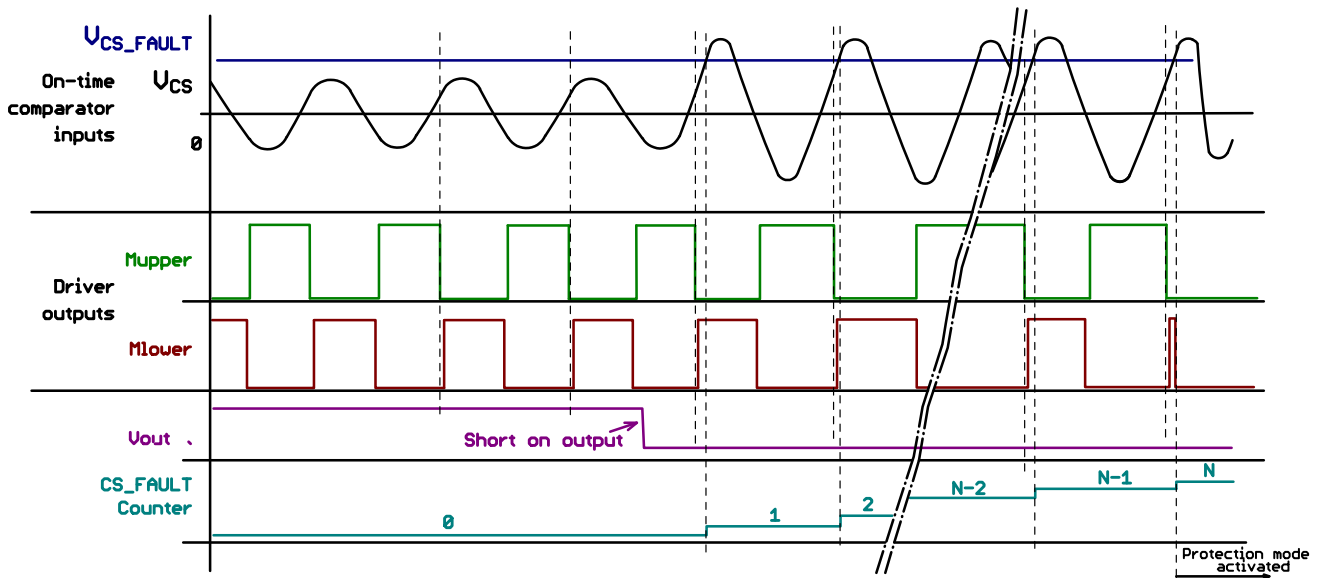 VCS_FAULT
On-time
comparator
inputs
VCS
0
Mupper
Driver
outputs
Mlower
Vout .
Short on output
CS_FAULT
Counter
0
1
2
N-2
N-1
N
Protection mode
activated